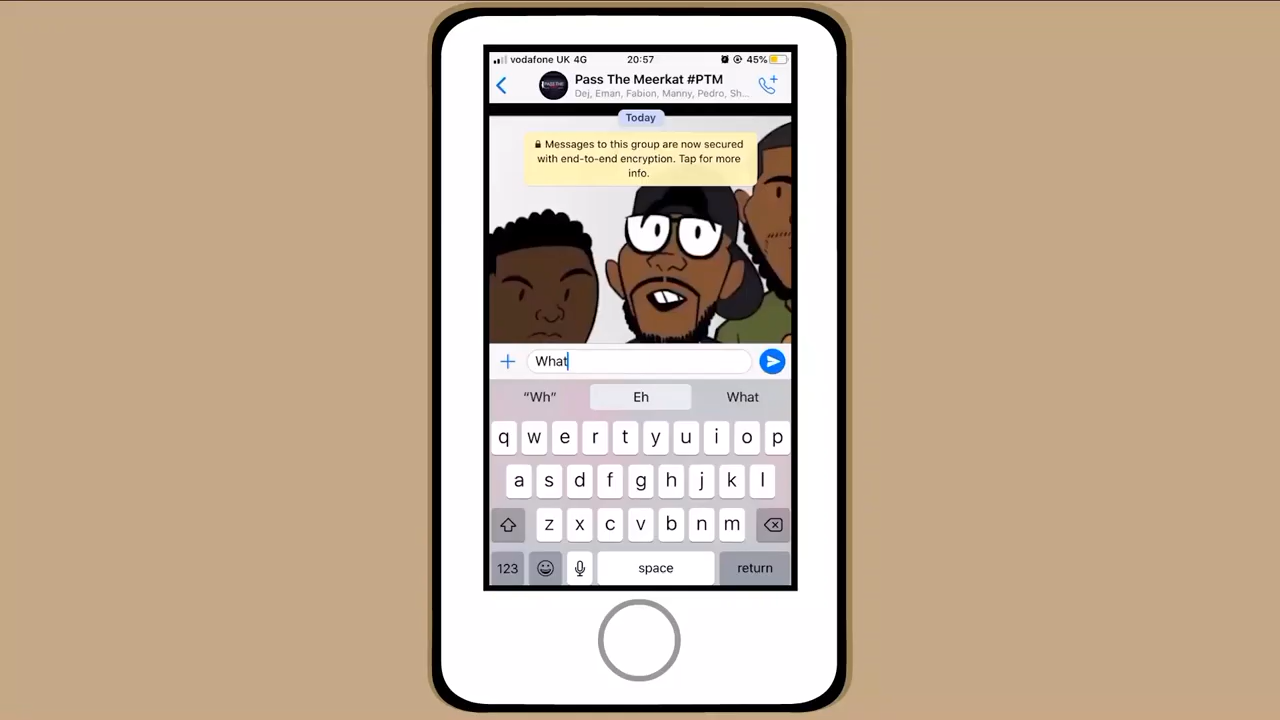 vodafone UK 4G 20:57 45%
Pass The Meerkat #PTM
Dej, Eman, Fabion, Manny, Pedro, Sh...
Today
Messages to this group are now secured
with end-to-end encryption. Tap for more
info.
What
“Wh” Eh What
q w e r t y u i o p
a s d f g h j k l
z x c v b n m
123 space return